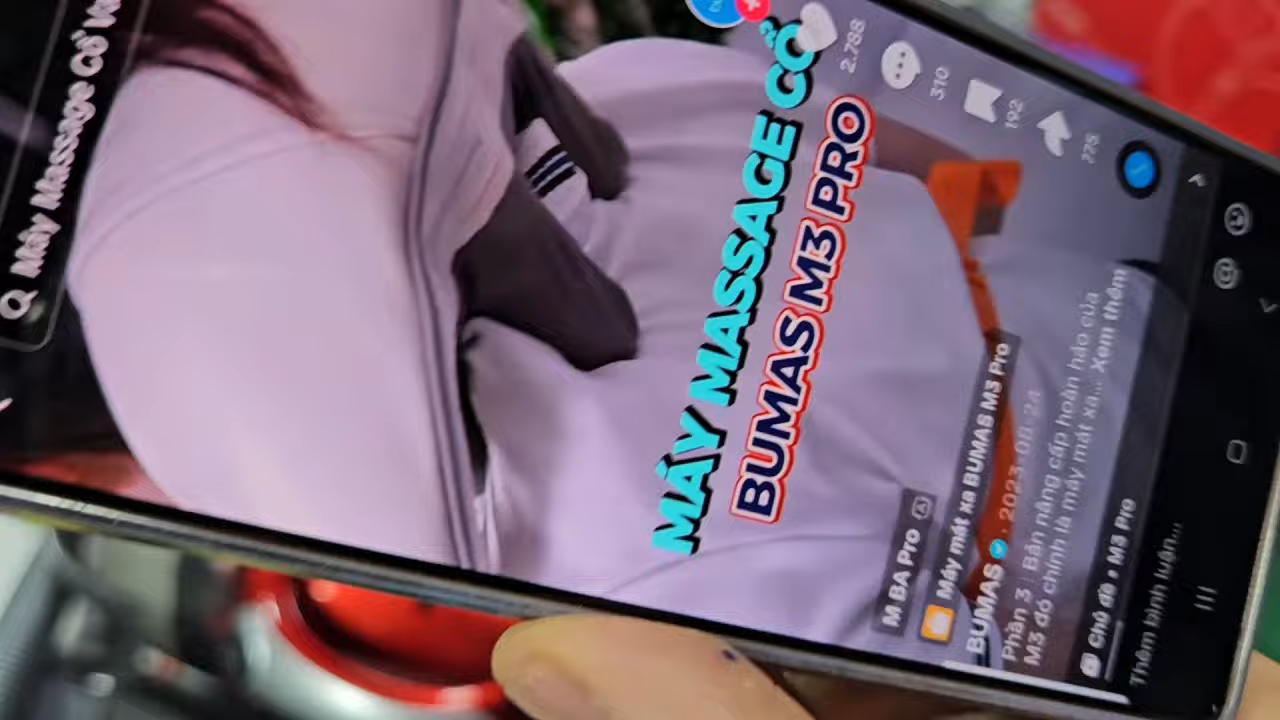 Máy Massage Cổ Va
MÁY MASSAGE CỔ
BUMAS M3 PRO
2.788
310
192
775
M BA Pro
Máy mát xa BUMAS M3 Pro
BUMAS · 2023-08-24
Phần 3 : Bản nâng cấp hoàn hảo của
M3 đó chính là máy mát xa... Xem thêm
Chủ đề • M3 Pro
Thêm bình luận...